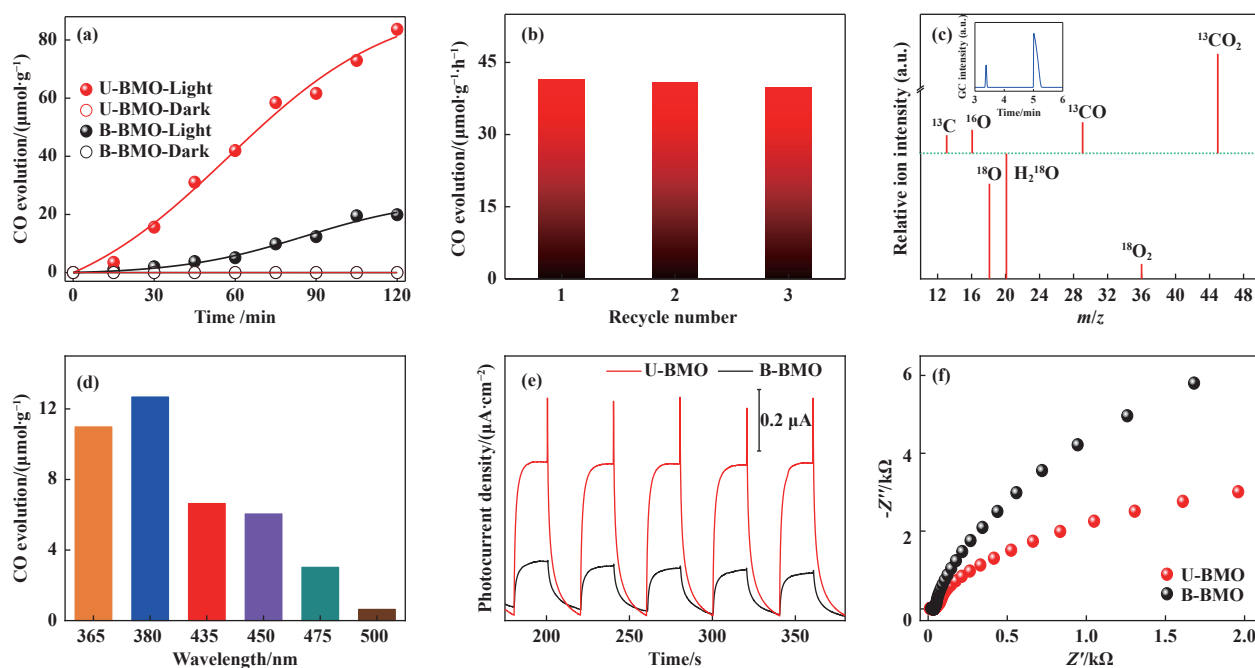 (a)
80
60
40
20
0
CO evolution/(μmol·g⁻¹)
U-BMO-Light
U-BMO-Dark
B-BMO-Light
B-BMO-Dark
0 30 60 90 120
Time /min
(b)
45
30
15
0
CO evolution/(μmol·g⁻¹·h⁻¹)
1 2 3
Recycle number
(c)
Relative ion intensity (a.u.)
GC intensity (a.u.)
3 4 5 6
Time/min
¹³CO₂
¹³C
¹⁶O
¹³CO
¹⁸O
H₂¹⁸O
¹⁸O₂
12 16 20 24 28 32 36 40 44 48
m/z
(d)
12
9
6
3
0
CO evolution/(μmol·g⁻¹)
365 380 435 450 475 500
Wavelength/nm
(e)
U-BMO
B-BMO
0.2 μA
Photocurrent density/(μA·cm⁻²)
200 250 300 350
Time/s
(f)
6
4
2
0
-Z″/kΩ
U-BMO
B-BMO
0 0.5 1.0 1.5 2.0
Z′/kΩ